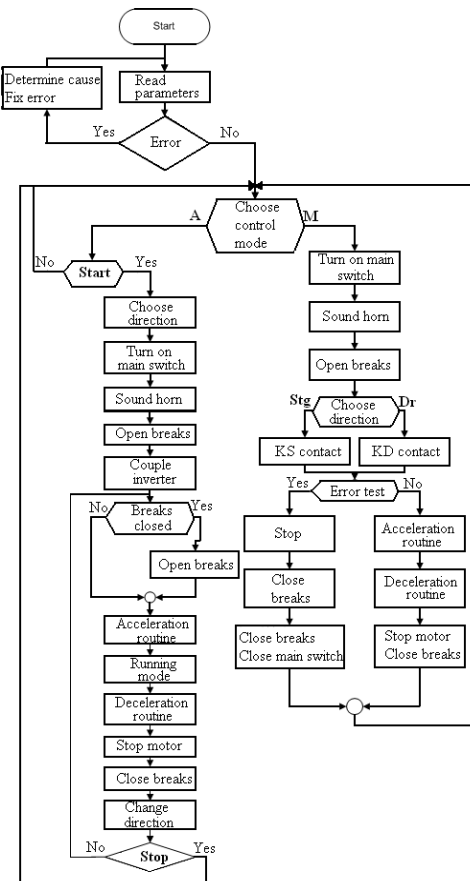 Start
Determine cause
Fix error
Read
parameters
Yes
Error
No
A
Choose
control
mode
M
No
Start
Yes
Choose
direction
Turn on
main switch
Sound horn
Open breaks
Couple
inverter
No
Breaks
closed
Yes
Open breaks
Acceleration
routine
Running
mode
Deceleration
routine
Stop motor
Close breaks
Change
direction
No
Stop
Yes
Turn on main
switch
Sound horn
Open breaks
Stg
Choose
direction
Dr
KS contact
KD contact
Yes
Error test
No
Stop
Close
breaks
Close breaks
Close main switch
Acceleration
routine
Deceleration
routine
Stop motor
Close breaks